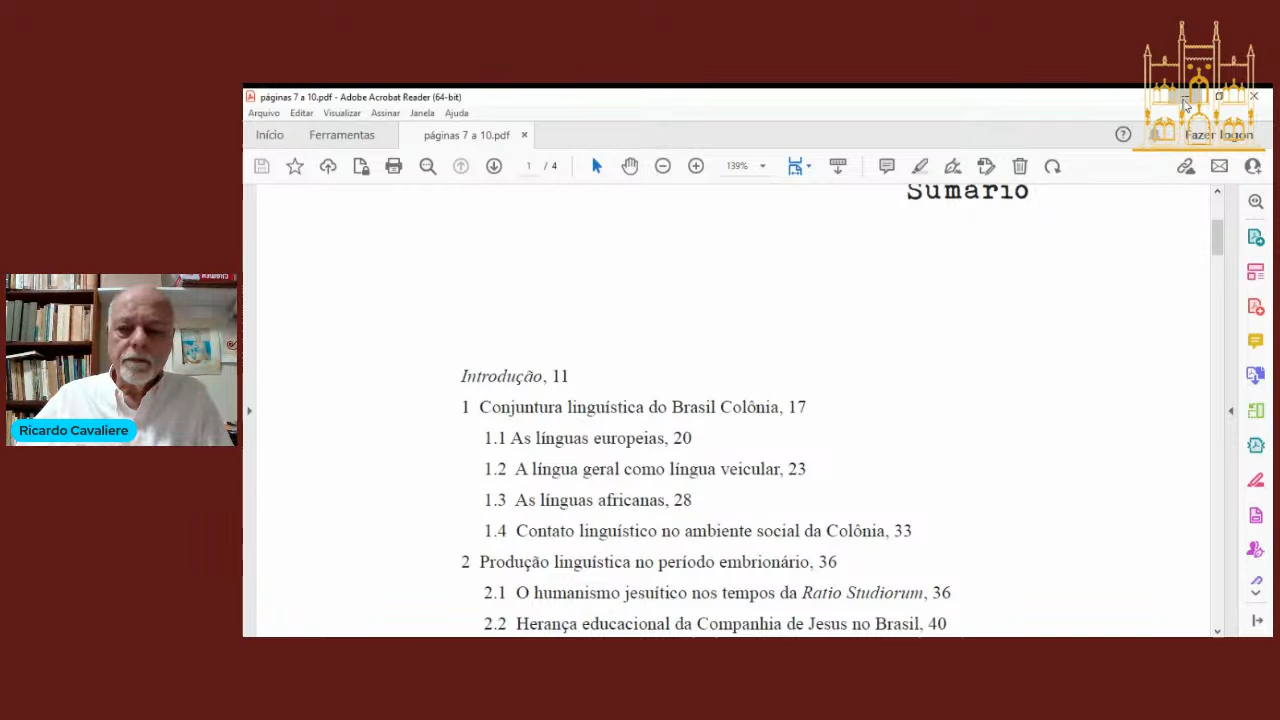 páginas 7 a 10.pdf - Adobe Acrobat Reader (64-bit)
Arquivo Editar Visualizar Assinar Janela Ajuda
Início Ferramentas páginas 7 a 10.pdf × Fazer logon
1 / 4 139%
Sumário
Introdução, 11
1 Conjuntura linguística do Brasil Colônia, 17
1.1 As línguas europeias, 20
1.2 A língua geral como língua veicular, 23
1.3 As línguas africanas, 28
1.4 Contato linguístico no ambiente social da Colônia, 33
2 Produção linguística no período embrionário, 36
2.1 O humanismo jesuítico nos tempos da Ratio Studiorum, 36
2.2 Herança educacional da Companhia de Jesus no Brasil, 40
Ricardo Cavaliere